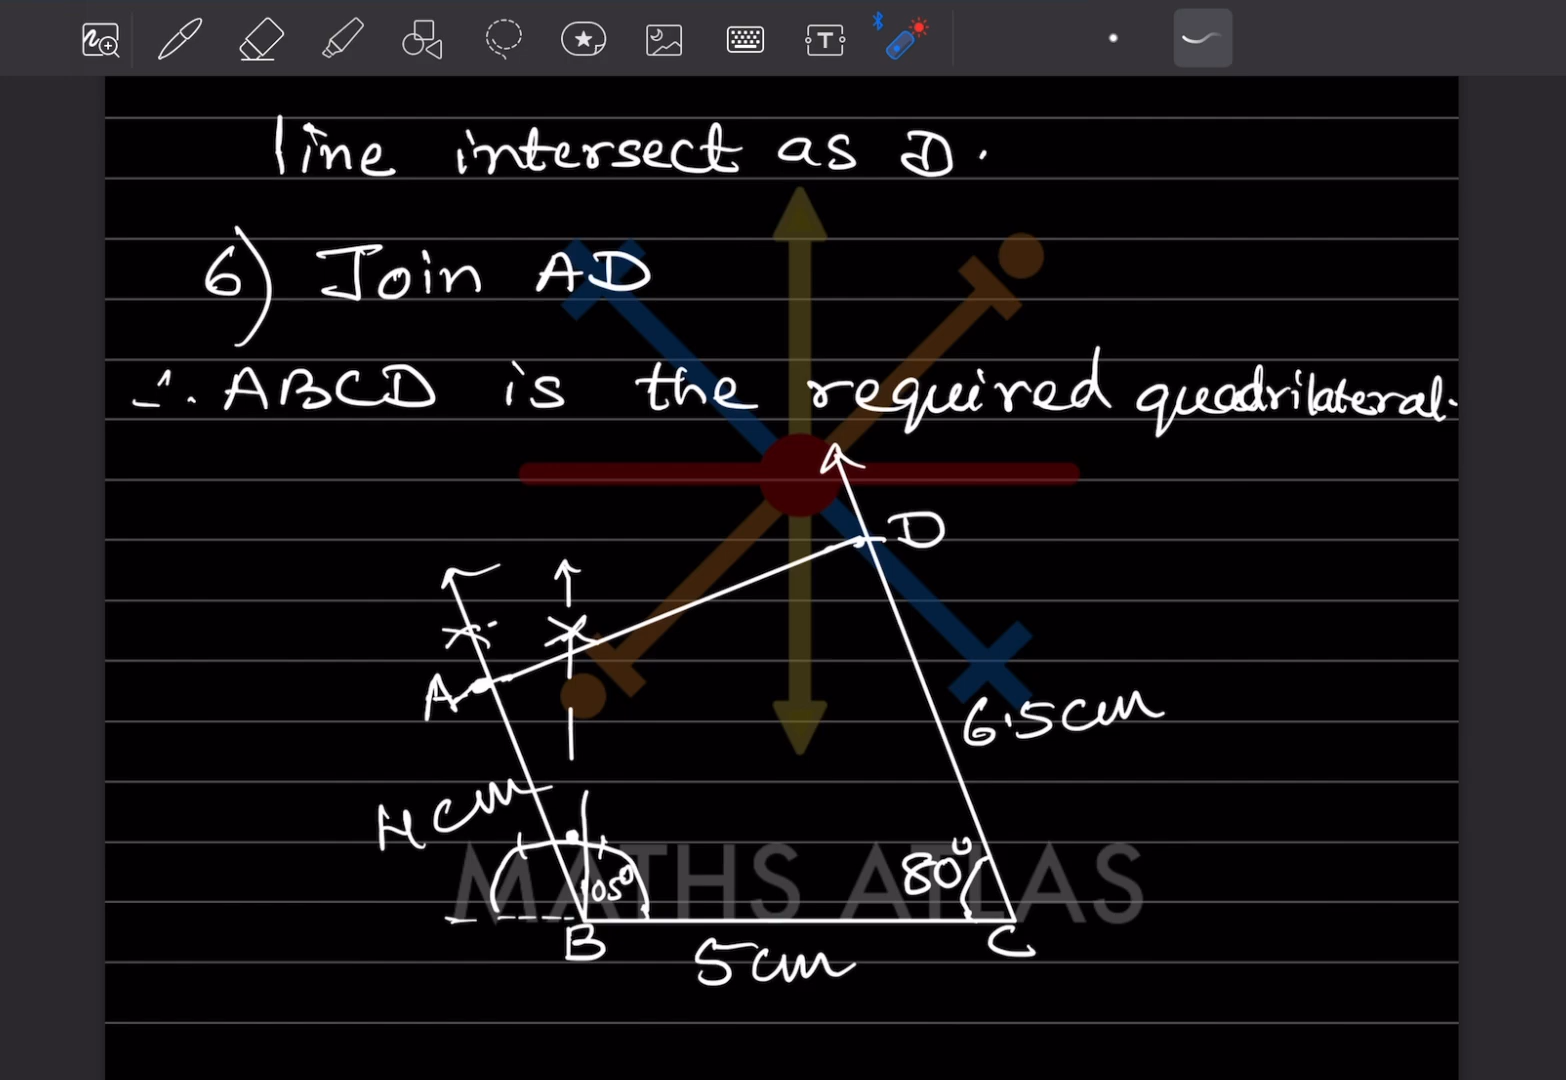 line intersect as D.
6) Join AD
∴ ABCD is the required quadrilateral.
D
A
6.5cm
4cm
105°
80°
MATHS ATLAS
B
C
5cm